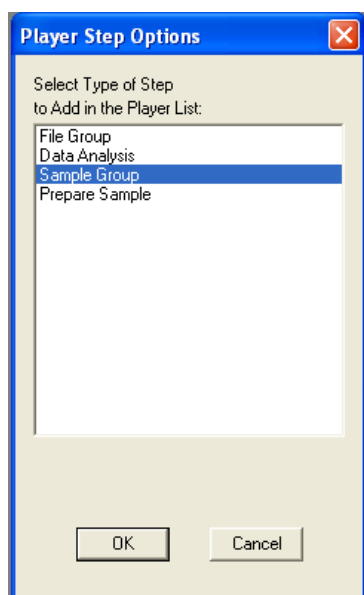 Player Step Options
Select Type of Step
to Add in the Player List:
File Group
Data Analysis
Sample Group
Prepare Sample
OK
Cancel